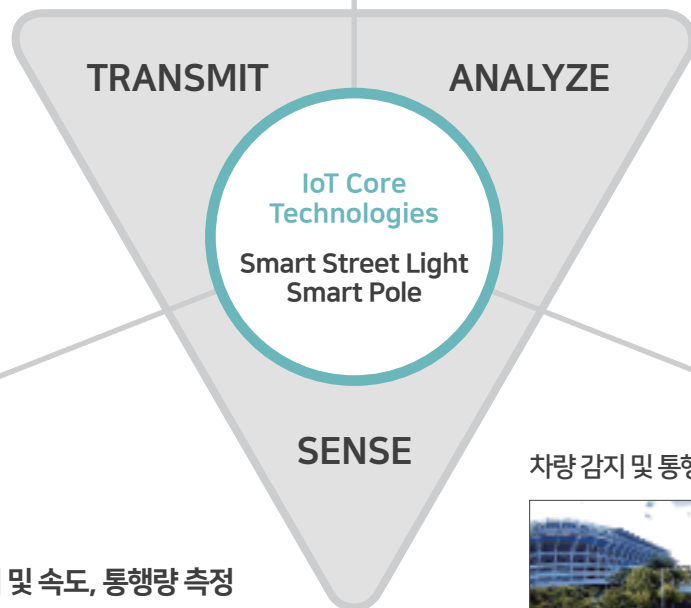 TRANSMIT
ANALYZE
IoT Core
Technologies
Smart Street Light
Smart Pole
SENSE
차량 감지 및 통행
및 속도, 통행량 측정